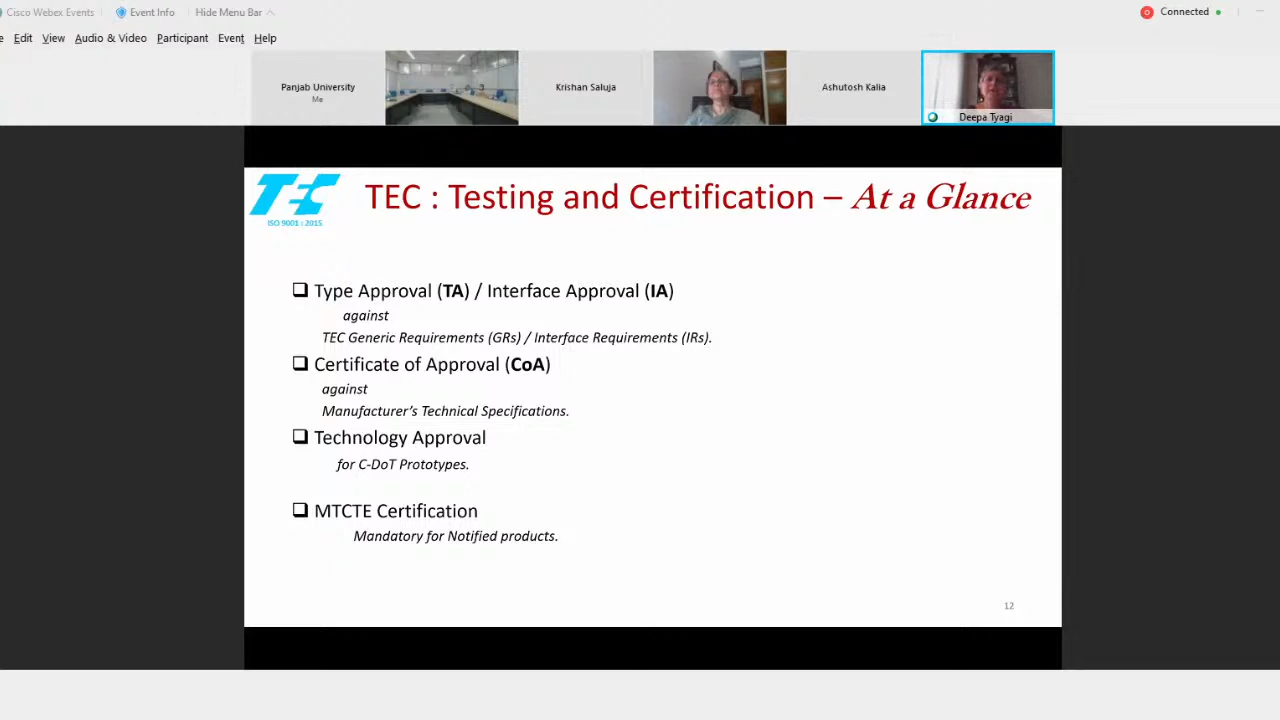 Cisco Webex Events Event Info Hide Menu Bar Connected
Edit View Audio & Video Participant Event Help
Panjab University
Me
Krishan Saluja
Ashutosh Kalia
Deepa Tyagi
TEC
ISO 9001 : 2015
TEC : Testing and Certification – At a Glance
Type Approval (TA) / Interface Approval (IA)
against
TEC Generic Requirements (GRs) / Interface Requirements (IRs).
Certificate of Approval (CoA)
against
Manufacturer’s Technical Specifications.
Technology Approval
for C-DoT Prototypes.
MTCTE Certification
Mandatory for Notified products.
12